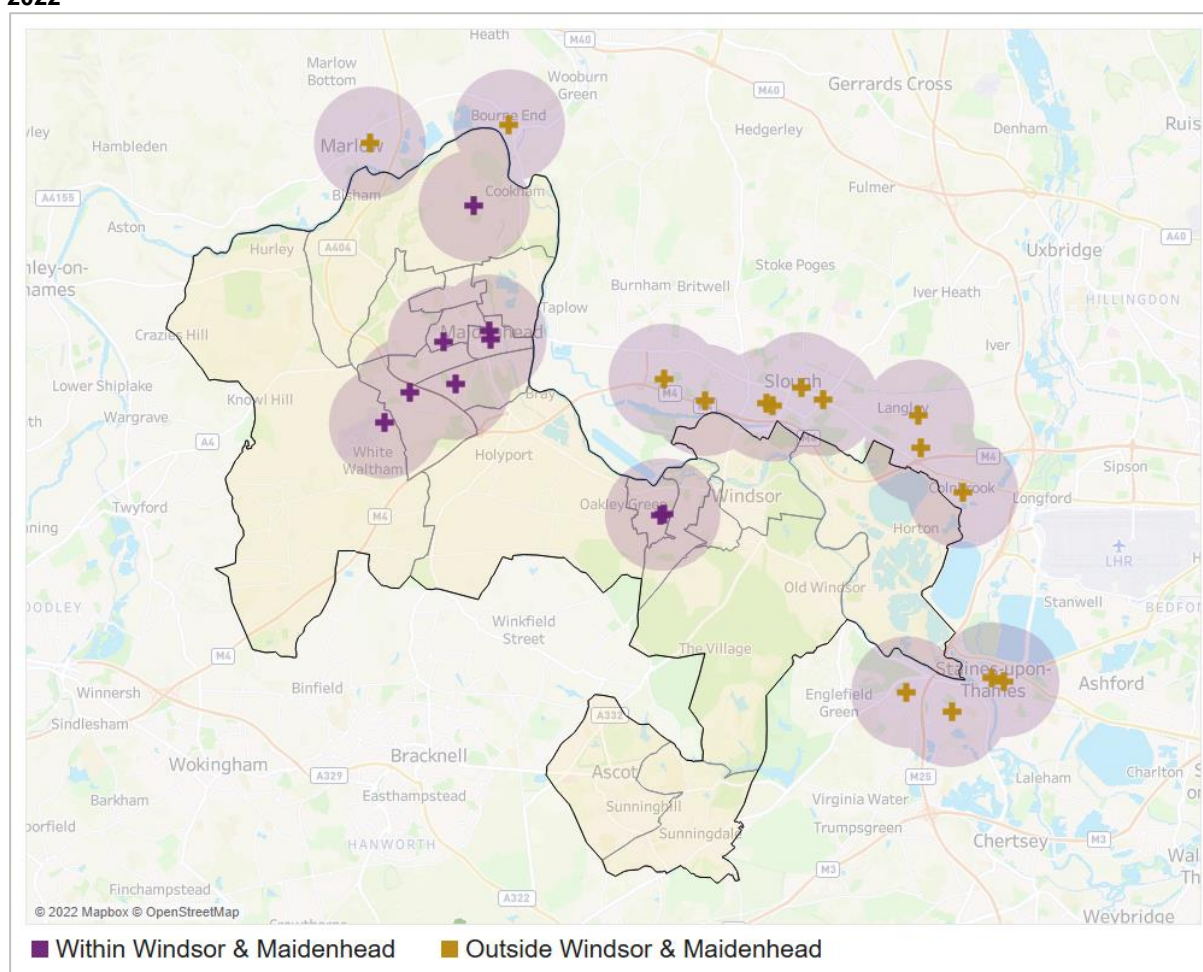 2022
Heath
M40
Marlow
Bottom
Wooburn
Green
Gerrards Cross
M40
Bourne End
Hedgerley
Denham
Ruis
Hambleden
Marlow
A4155
Bisham
Cookham
Fulmer
Aston
Hurley
A404
A40
Uxbridge
Stoke Poges
Burnham
Britwell
Iver Heath
HILLINGDON
Taplow
Crazies Hill
Maidenhead
Iver
Lower Shiplake
Knowl Hill
Slough
M4
Bray
Langley
Wargrave
A4
White
Waltham
Holyport
M4
Sipson
Colnbrook
Longford
Twyford
Oakley Green
Windsor
M4
Horton
LHR
Old Windsor
Stanwell
BEDFO
Winkfield
Street
The Village
M4
Staines-upon-
Thames
Ashford
Winnersh
Binfield
Englefield
Green
Sindlesham
A332
Wokingham
Bracknell
A329
Ascot
M25
Laleham
Charlton
Barkham
Easthampstead
Sunninghill
Virginia Water
Trumpsgreen
Sunningdale
Chertsey
M3
HANWORTH
M3
Finchampstead
A322
Weybridge
© 2022 Mapbox © OpenStreetMap
Within Windsor & Maidenhead
Outside Windsor & Maidenhead